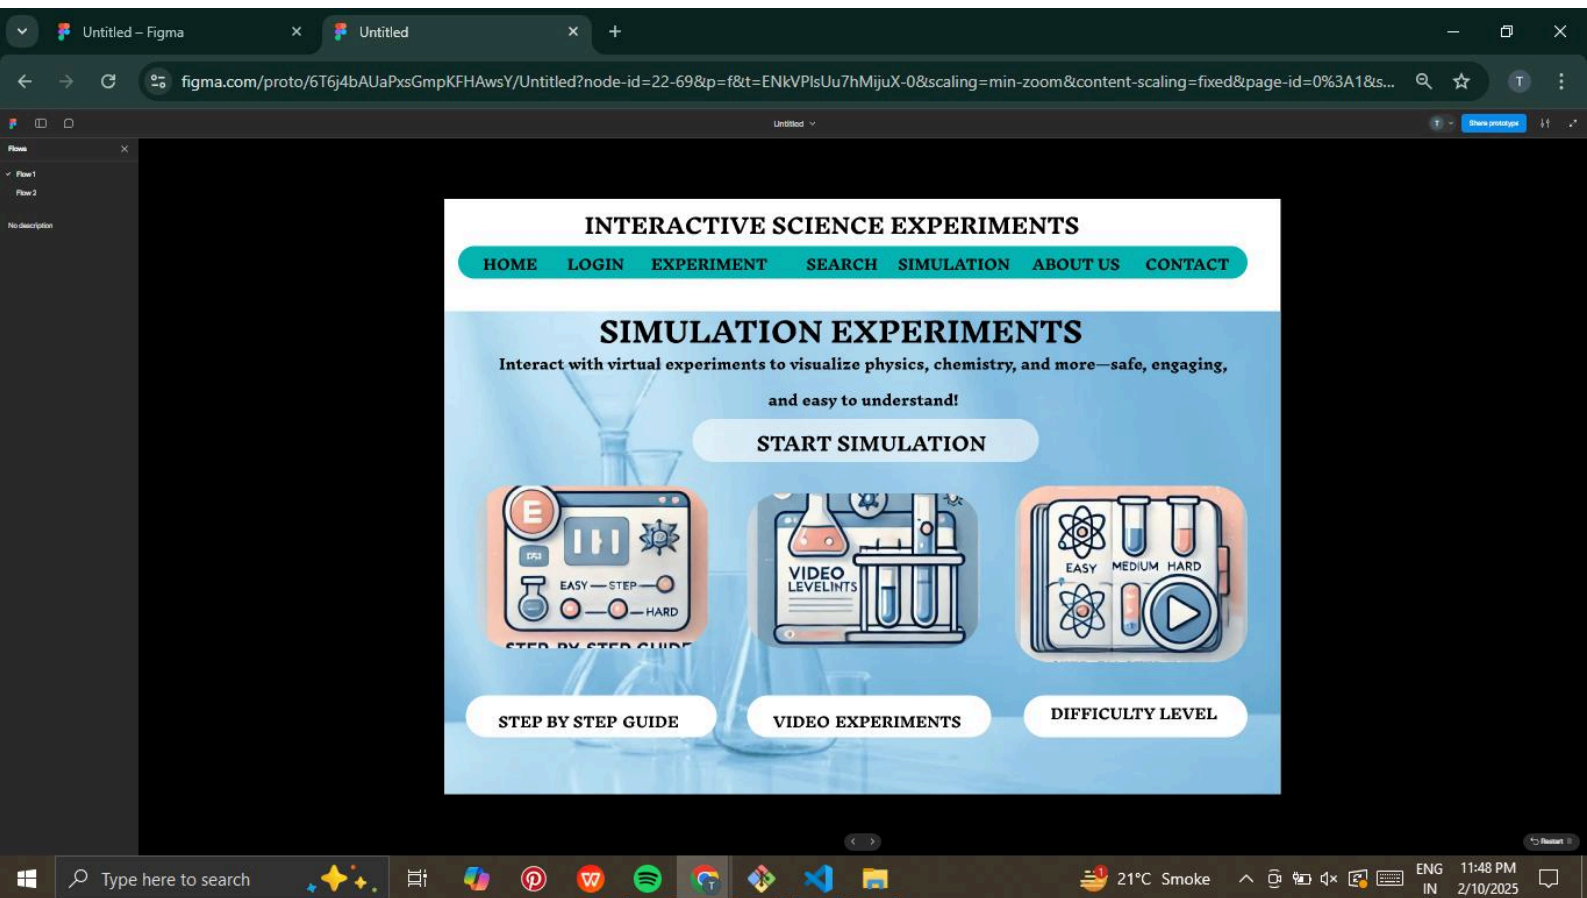 Untitled – Figma
Untitled
figma.com/proto/6T6j4bAUaPxsGmpKFHAwsY/Untitled?node-id=22-69&p=f&t=ENkVPlsUu7hMijuX-0&scaling=min-zoom&content-scaling=fixed&page-id=0%3A1&s...
T
Untitled
T
Share prototype
Flows
Flow 1
Flow 2
No description
INTERACTIVE SCIENCE EXPERIMENTS
HOME LOGIN EXPERIMENT SEARCH SIMULATION ABOUT US CONTACT
SIMULATION EXPERIMENTS
Interact with virtual experiments to visualize physics, chemistry, and more—safe, engaging,
and easy to understand!
START SIMULATION
E
EASY — STEP
HARD
STEP BY STEP GUIDE
VIDEO
LEVELINTS
EASY MEDIUM HARD
STEP BY STEP GUIDE VIDEO EXPERIMENTS DIFFICULTY LEVEL
Restart R
Type here to search
T
1
21°C Smoke
ENG
IN
11:48 PM
2/10/2025